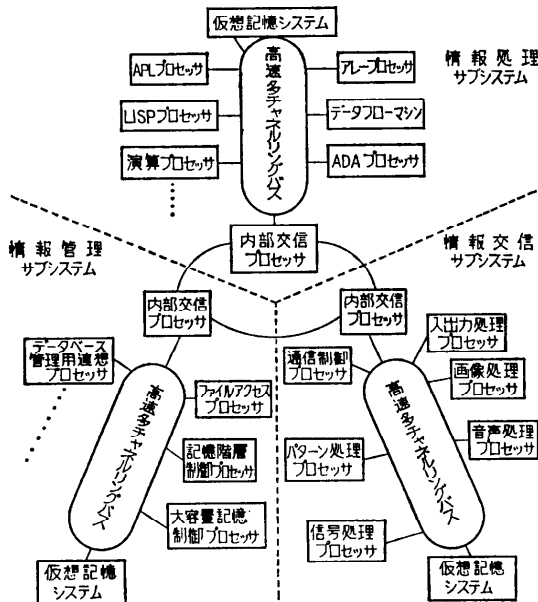 仮想記憶システム
高速多チャネルリングバス
APLプロセッサ
LISPプロセッサ
演算プロセッサ
アレープロセッサ
データフローマシン
ADAプロセッサ
情報処理
サブシステム
内部交信
プロセッサ
情報管理
サブシステム
情報交信
サブシステム
内部交信
プロセッサ
内部交信
プロセッサ
データベース
管理用連想
プロセッサ
高速多チャネルリングバス
ファイルアクセス
プロセッサ
記憶階層
制御プロセッサ
大容量記憶
制御プロセッサ
仮想記憶
システム
通信制御
プロセッサ
パターン処理
プロセッサ
信号処理
プロセッサ
高速多チャネルリングバス
入出力処理
プロセッサ
画像処理
プロセッサ
音声処理
プロセッサ
仮想記憶
システム